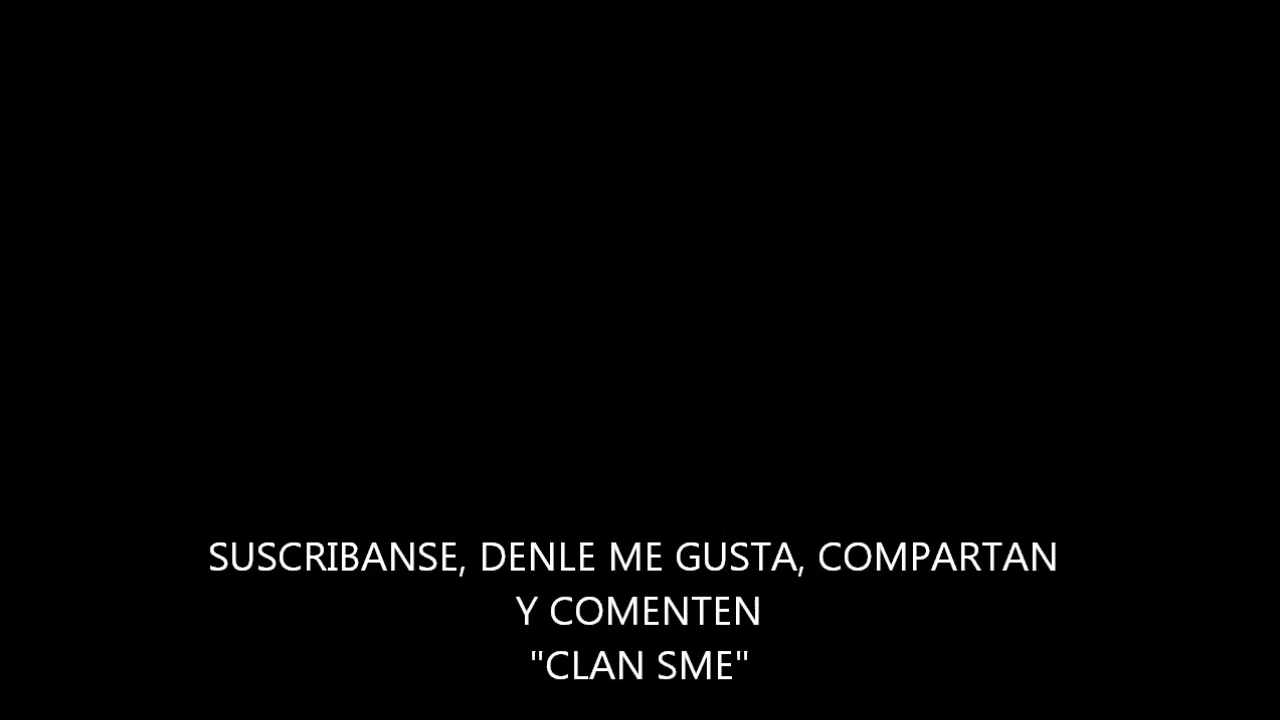 SUSCRIBANSE, DENLE ME GUSTA, COMPARTAN
Y COMENTEN
"CLAN SME"